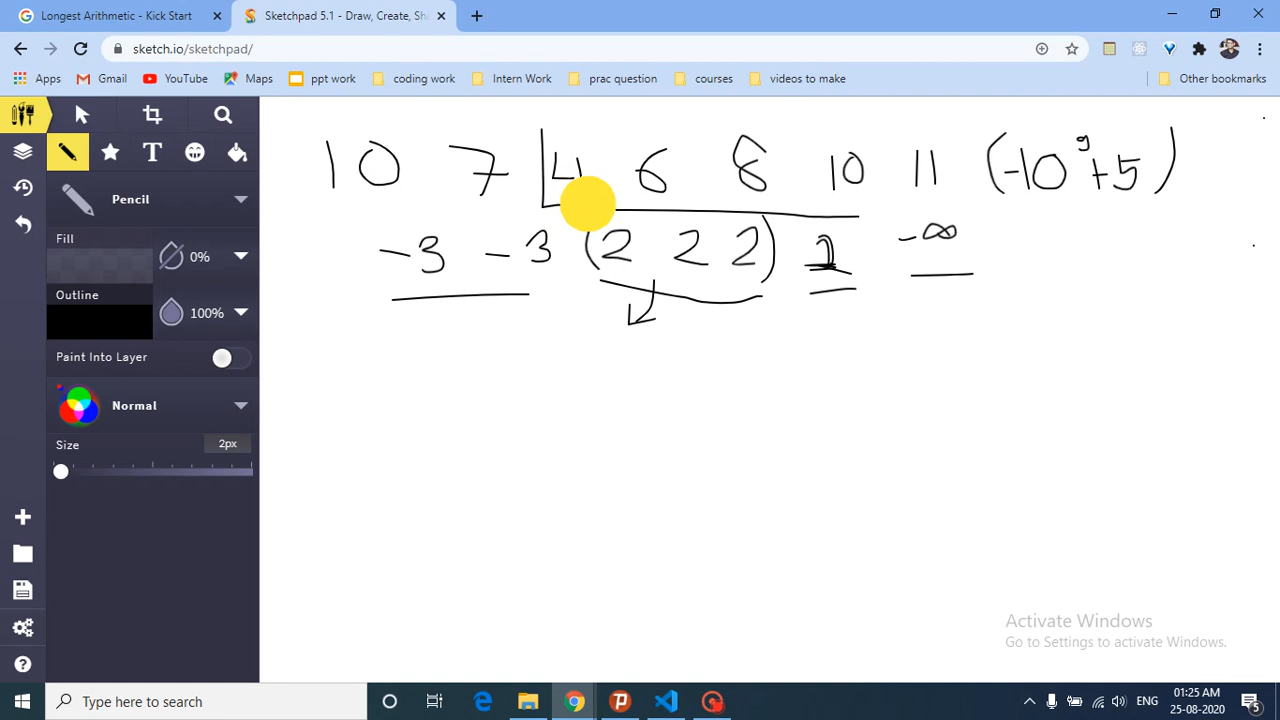 Longest Arithmetic - Kick Start
Sketchpad 5.1 - Draw, Create, Sha
sketch.io/sketchpad/
Apps Gmail YouTube Maps ppt work coding work Intern Work prac question courses videos to make Other bookmarks
10 7 4 6 8 10 11 (-10⁹+5)
-3 -3 (2 2 2) 1 -∞
Pencil
Fill
0%
Outline
100%
Paint Into Layer
Normal
Size
2px
Activate Windows
Go to Settings to activate Windows.
Type here to search
ENG
01:25 AM
25-08-2020
5